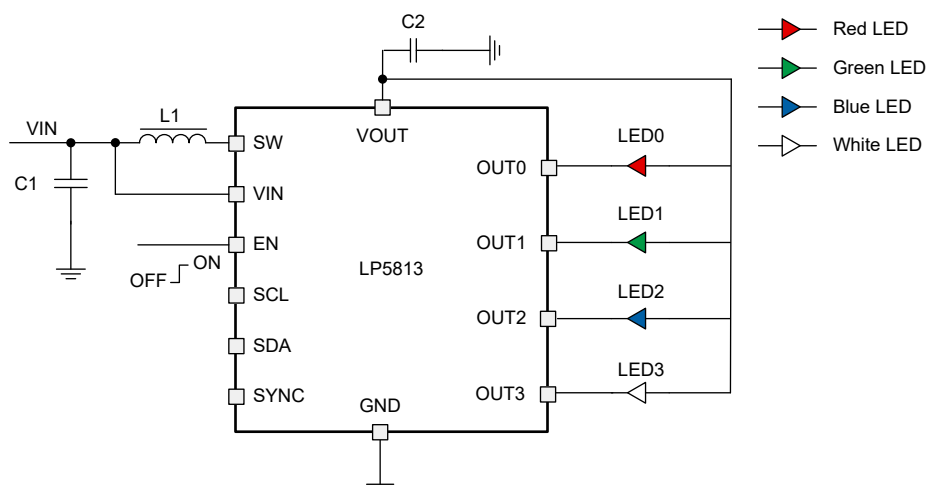 C2
Red LED
Green LED
Blue LED
White LED
VIN
L1
C1
SW
VOUT
VIN
EN
OFF
ON
SCL
SDA
SYNC
LP5813
GND
OUT0
LED0
OUT1
LED1
OUT2
LED2
OUT3
LED3